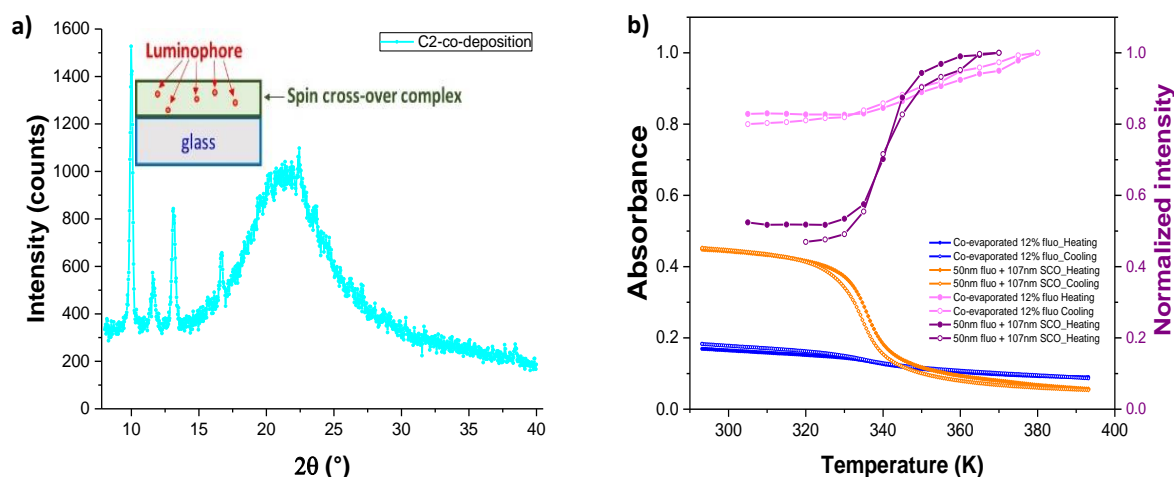 a)
1600
1400
1200
1000
800
600
400
200
0
Intensity (counts)
10
15
20
25
30
35
40
2θ (°)
C2-co-deposition
Luminophore
Spin cross-over complex
glass
b)
1.0
0.8
0.6
0.4
0.2
0.0
Absorbance
300
320
340
360
380
400
Temperature (K)
1.0
0.8
0.6
0.4
0.2
0.0
Normalized intensity
Co-evaporated 12% fluo_Heating
Co-evaporated 12% fluo_Cooling
50nm fluo + 107nm SCO_Heating
50nm fluo + 107nm SCO_Cooling
Co-evaporated 12% fluo Heating
Co-evaporated 12% fluo Cooling
50nm fluo + 107nm SCO_Heating
50nm fluo + 107nm SCO_Heating